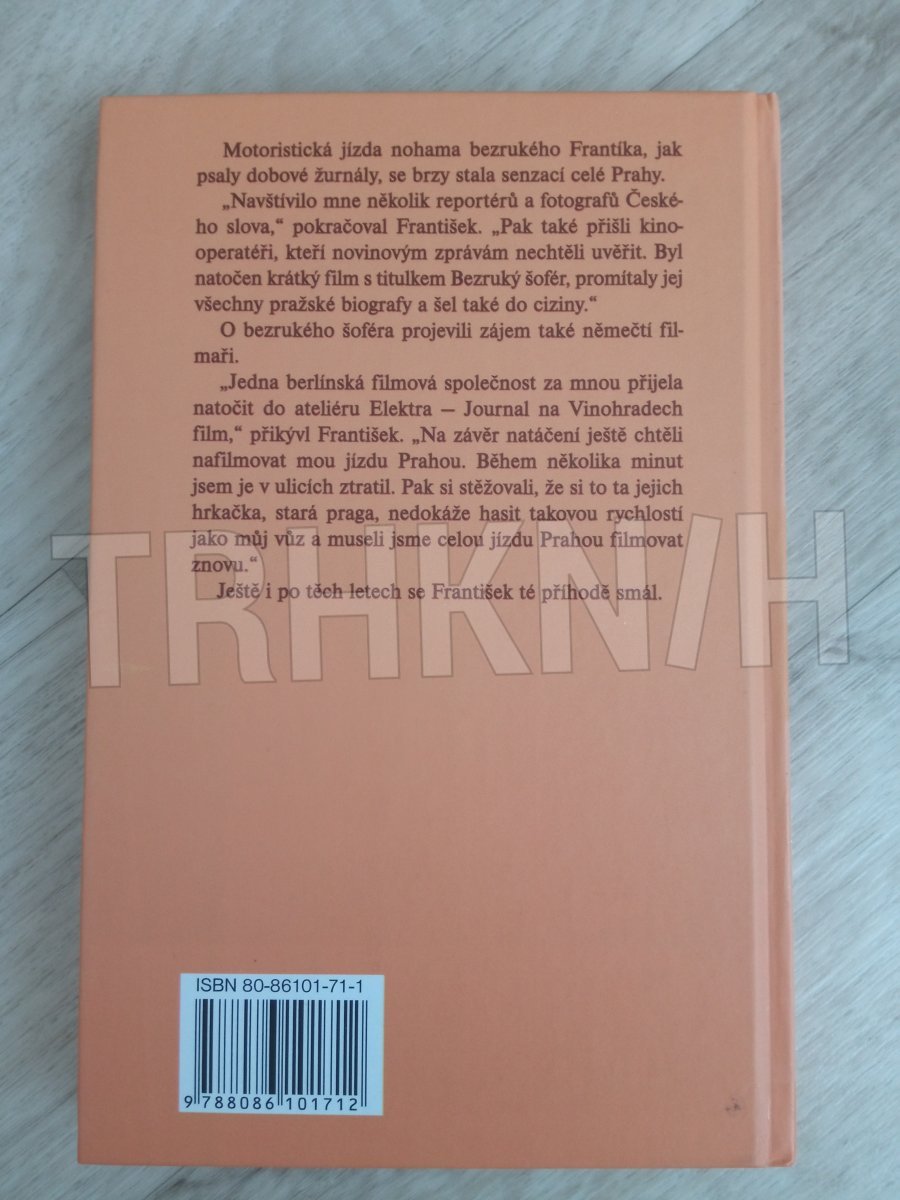 Motoristická jízda nohama bezrukého Frantíka, jak
psaly dobové žurnály, se brzy stala senzací celé Prahy.
„Navštívilo mne několik reportérů a fotografů České-
ho slova,“ pokračoval František. „Pak také přišli kino-
operatéři, kteří novinovým zprávám nechtěli uvěřit. Byl
natočen krátký film s titulkem Bezruký šofér, promítaly jej
všechny pražské biografy a šel také do ciziny.“
O bezrukého šoféra projevili zájem také němečtí fil-
maři.
„Jedna berlínská filmová společnost za mnou přijela
natočit do ateliéru Elektra – Journal na Vinohradech
film,“ přikývl František. „Na závěr natáčení ještě chtěli
nafilmovat mou jízdu Prahou. Během několika minut
jsem je v ulicích ztratil. Pak si stěžovali, že si to ta jejich
hrkačka, stará praga, nedokáže hasit takovou rychlostí
jako můj vůz a museli jsme celou jízdu Prahou filmovat
znovu.“
Ještě i po těch letech se František té příhodě smál.
TRHKNIH
ISBN 80-86101-71-1
9 788086 101712